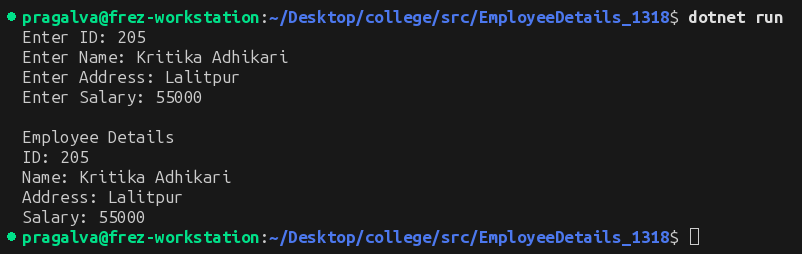 pragalva@frez-workstation:~/Desktop/college/src/EmployeeDetails_1318$ dotnet run
Enter ID: 205
Enter Name: Kritika Adhikari
Enter Address: Lalitpur
Enter Salary: 55000

Employee Details
ID: 205
Name: Kritika Adhikari
Address: Lalitpur
Salary: 55000
pragalva@frez-workstation:~/Desktop/college/src/EmployeeDetails_1318$